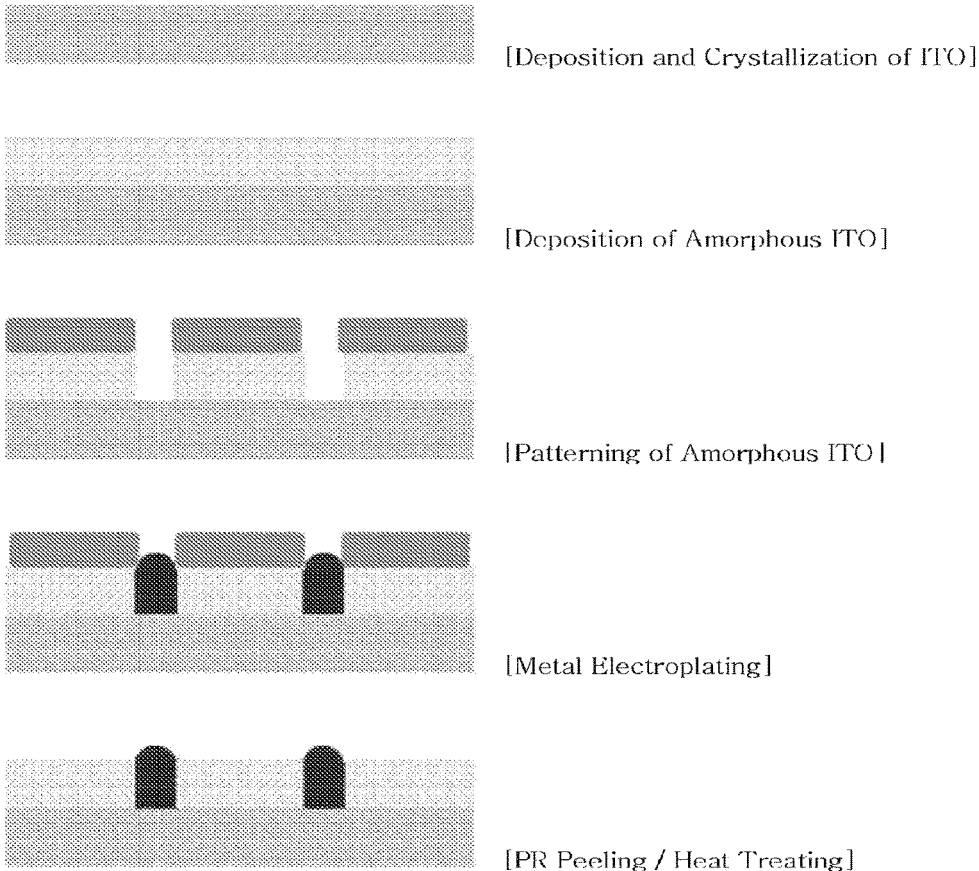 [Deposition and Crystallization of ITO]
[Deposition of Amorphous ITO]
[Patterning of Amorphous ITO]
[Metal Electroplating]
[PR Peeling / Heat Treating]